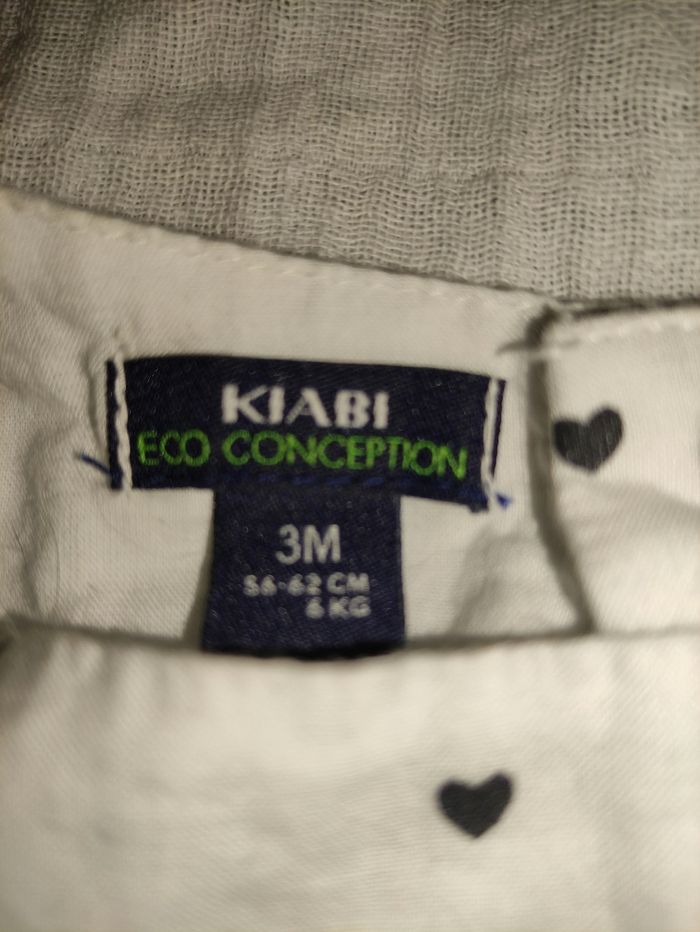 KIABI
ECO CONCEPTION
3M
56-62 CM
6 KG